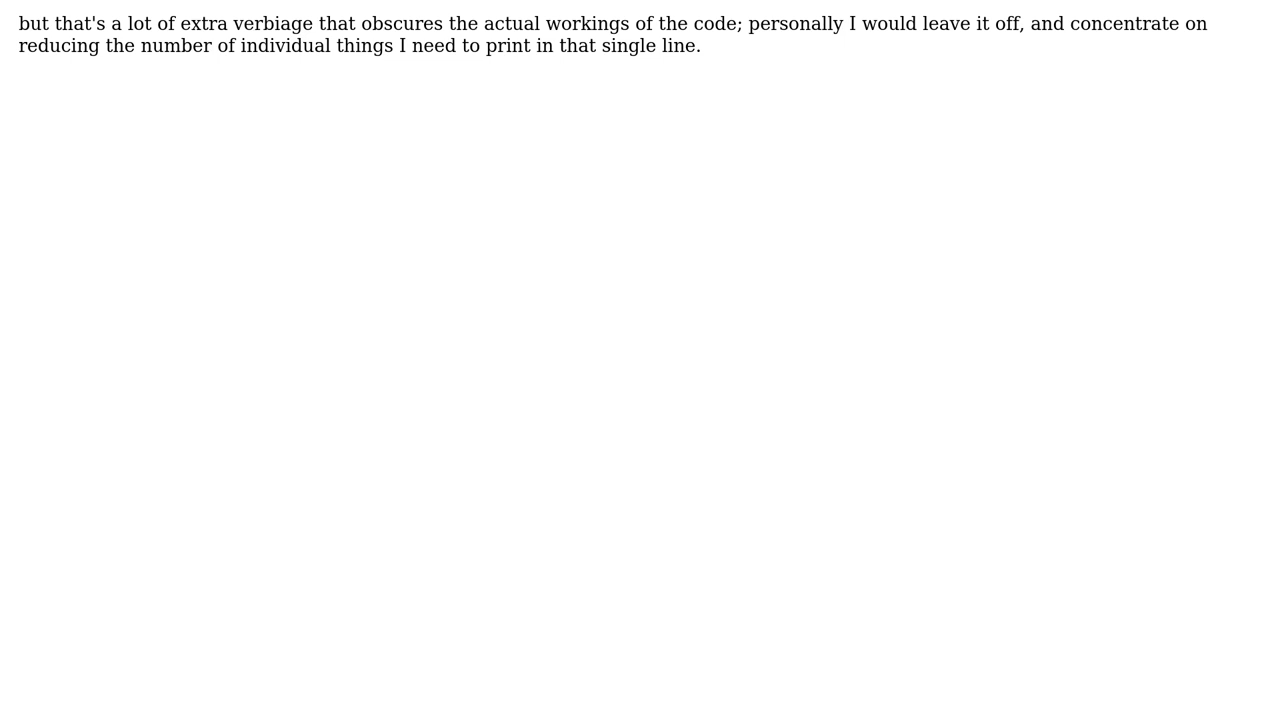 but that's a lot of extra verbiage that obscures the actual workings of the code; personally I would leave it off, and concentrate on
reducing the number of individual things I need to print in that single line.